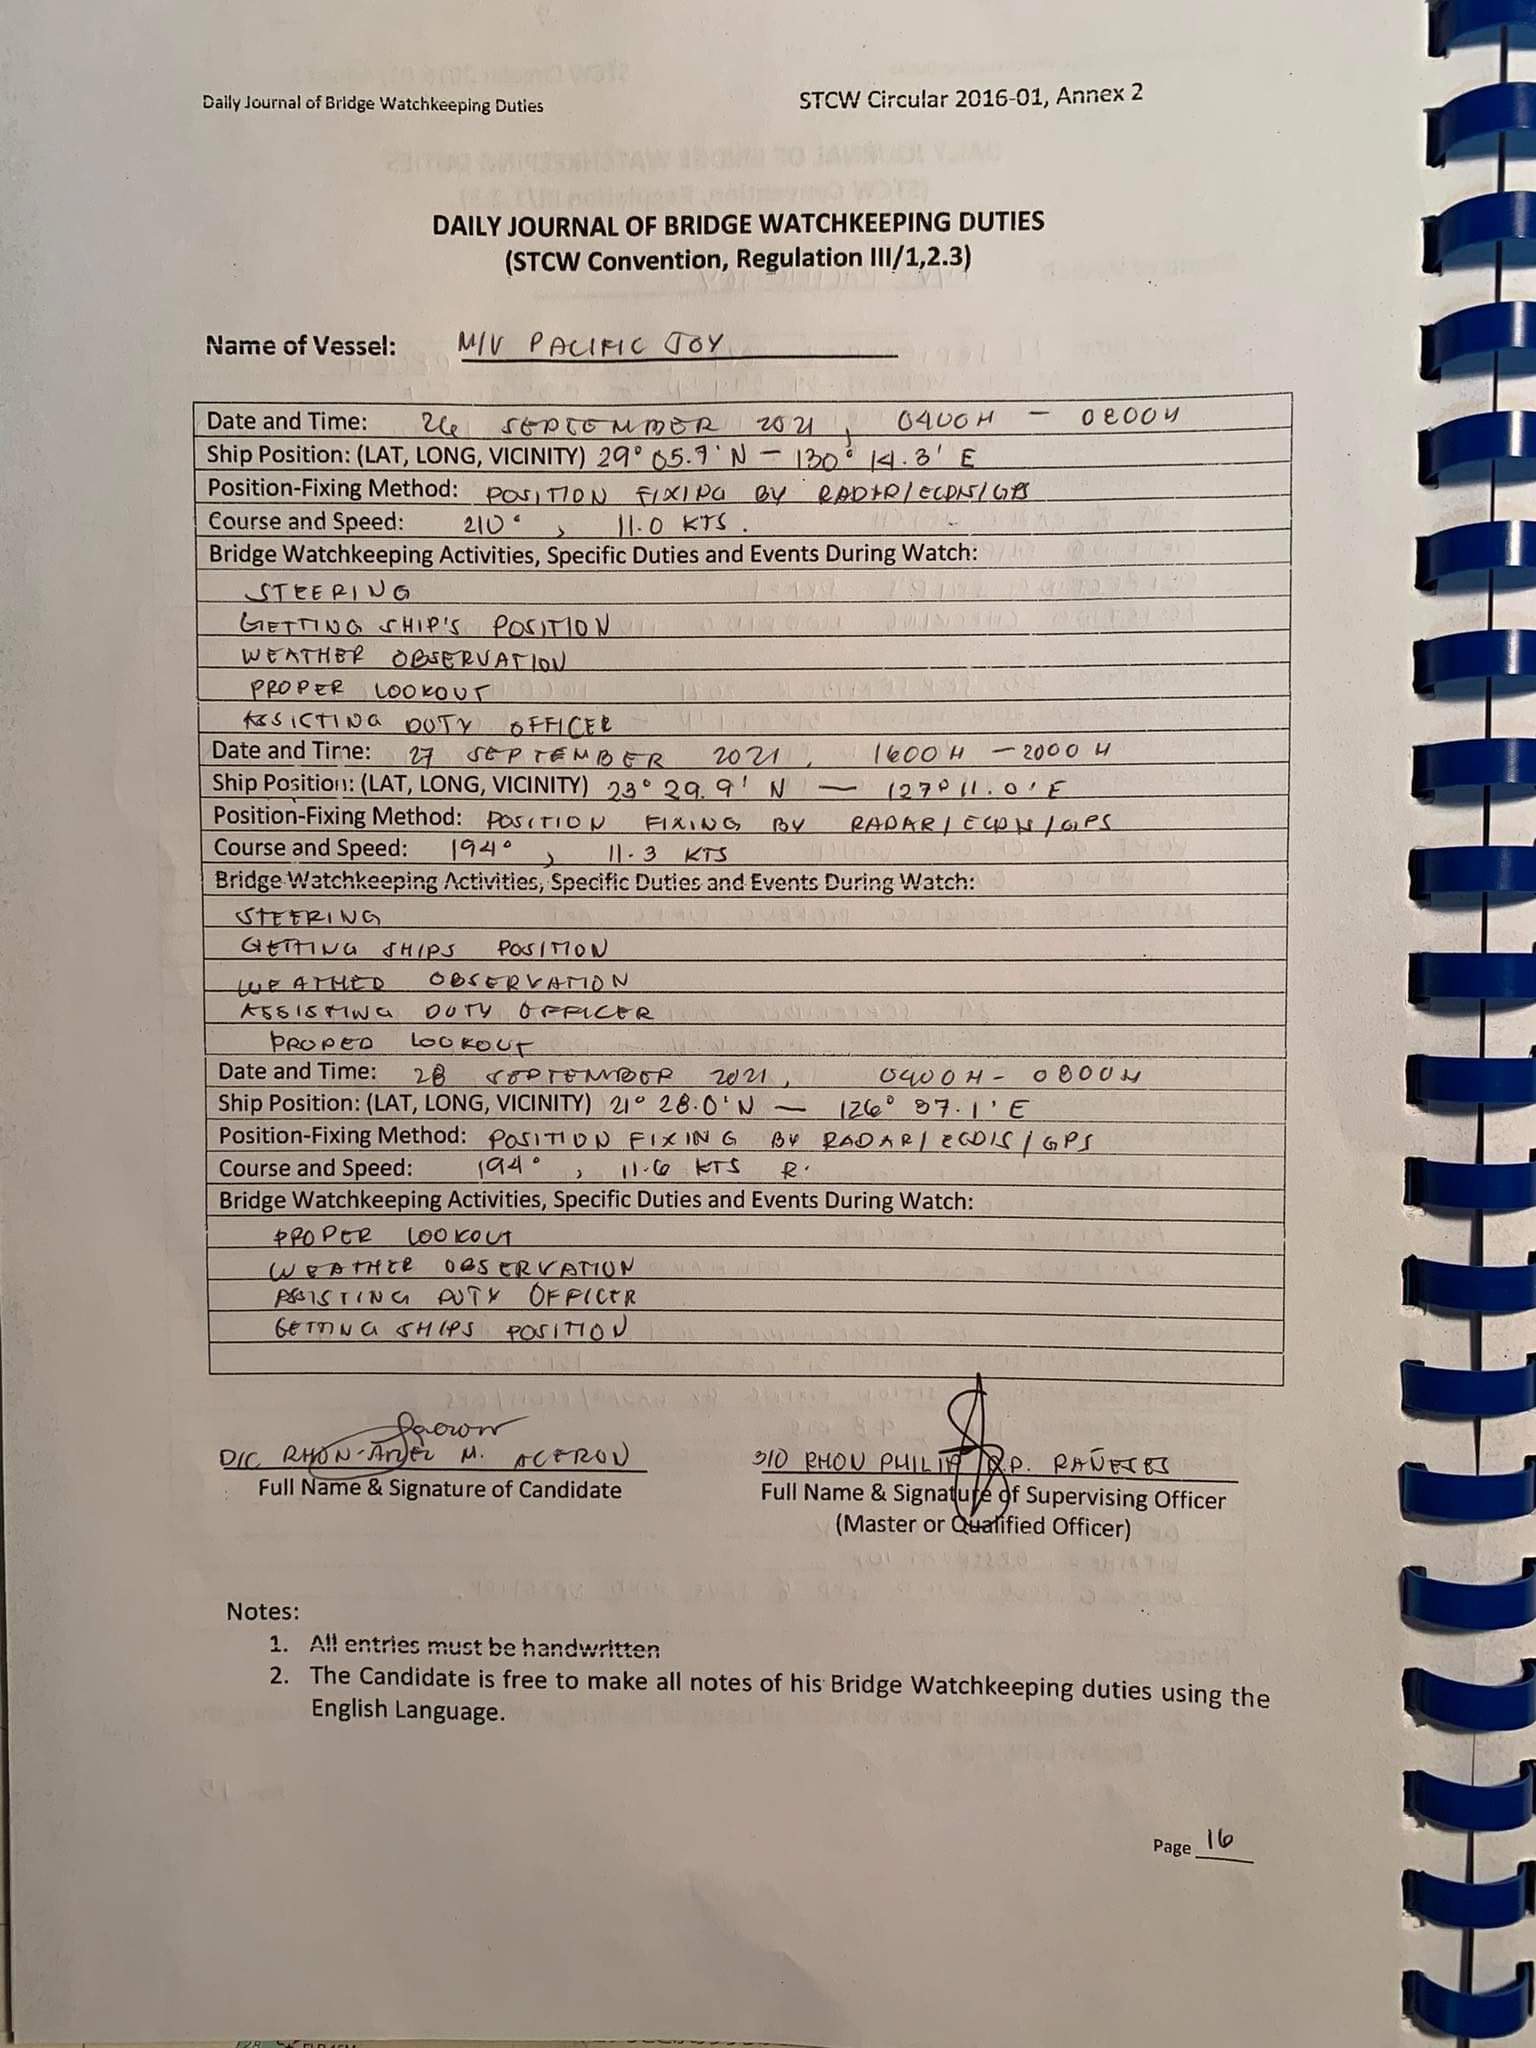 Daily Journal of Bridge Watchkeeping Duties
STCW Circular 2016-01, Annex 2
DAILY JOURNAL OF BRIDGE WATCHKEEPING DUTIES
(STCW Convention, Regulation III/1,2.3)
Name of Vessel: M/V PACIFIC JOY
Date and Time: 26 SEPTEMBER 2021, 0400H - 0800H
Ship Position: (LAT, LONG, VICINITY) 29° 05.7'N - 130° 14.3' E
Position-Fixing Method: POSITION FIXING BY RADAR/ECDIS/GPS
Course and Speed: 210°, 11.0 KTS.
Bridge Watchkeeping Activities, Specific Duties and Events During Watch:
STEERING
GETTING SHIP'S POSITION
WEATHER OBSERVATION
PROPER LOOKOUT
ASSICTING DUTY OFFICER
Date and Time: 27 SEPTEMBER 2021, 1600H - 2000H
Ship Position: (LAT, LONG, VICINITY) 23° 29.9' N - 127° 11.0' E
Position-Fixing Method: POSITION FIXING BY RADAR/ECDIS/GPS
Course and Speed: 194°, 11.3 KTS
Bridge Watchkeeping Activities, Specific Duties and Events During Watch:
STEERING
GETTING SHIPS POSITION
WEATHER OBSERVATION
ASSISTING DUTY OFFICER
PROPER LOOKOUT
Date and Time: 28 SEPTEMBER 2021, 0400H - 0800H
Ship Position: (LAT, LONG, VICINITY) 21° 28.0'N - 126° 37.1' E
Position-Fixing Method: POSITION FIXING BY RADAR/ECDIS/GPS
Course and Speed: 194°, 11.6 KTS R.
Bridge Watchkeeping Activities, Specific Duties and Events During Watch:
PROPER LOOKOUT
WEATHER OBSERVATION
ASSISTING DUTY OFFICER
GETTING SHIPS POSITION
D/C RHON-ARIEL M. ACERON
Full Name & Signature of Candidate
3/O RHON PHILIP P. RAÑESES
Full Name & Signature of Supervising Officer
(Master or Qualified Officer)
Notes:
1. All entries must be handwritten
2. The Candidate is free to make all notes of his Bridge Watchkeeping duties using the
English Language.
Page 16